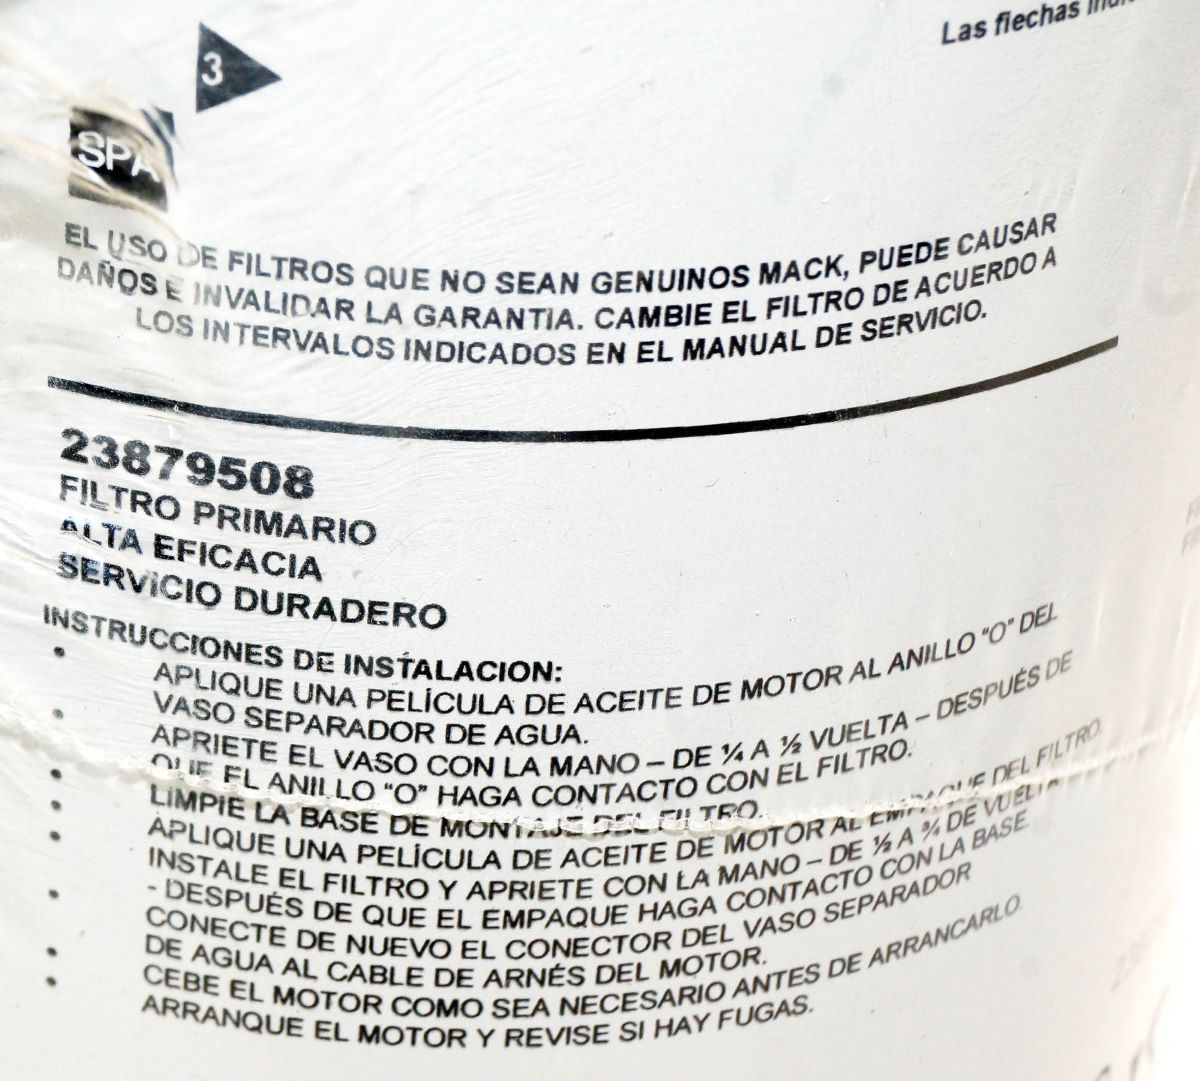 Las flechas
3
SPA
EL USO DE FILTROS QUE NO SEAN GENUINOS MACK, PUEDE CAUSAR
DAÑOS E INVALIDAR LA GARANTIA. CAMBIE EL FILTRO DE ACUERDO A
LOS INTERVALOS INDICADOS EN EL MANUAL DE SERVICIO.
23879508
FILTRO PRIMARIO
ALTA EFICACIA
SERVICIO DURADERO
INSTRUCCIONES DE INSTALACION:
• APLIQUE UNA PELÍCULA DE ACEITE DE MOTOR AL ANILLO “O” DEL
VASO SEPARADOR DE AGUA.
• APRIETE EL VASO CON LA MANO – DE ¼ A ½ VUELTA – DESPUÉS DE
QUE EL ANILLO “O” HAGA CONTACTO CON EL FILTRO.
• LIMPIE LA BASE DE MONTAJE DEL FILTRO.
• APLIQUE UNA PELÍCULA DE ACEITE DE MOTOR AL EMPAQUE DEL FILTRO
• INSTALE EL FILTRO Y APRIETE CON LA MANO – DE ½ A ¾ DE VUELTA
- DESPUÉS DE QUE EL EMPAQUE HAGA CONTACTO CON LA BASE
• CONECTE DE NUEVO EL CONECTOR DEL VASO SEPARADOR
DE AGUA AL CABLE DE ARNÉS DEL MOTOR.
• CEBE EL MOTOR COMO SEA NECESARIO ANTES DE ARRANCARLO
• ARRANQUE EL MOTOR Y REVISE SI HAY FUGAS.